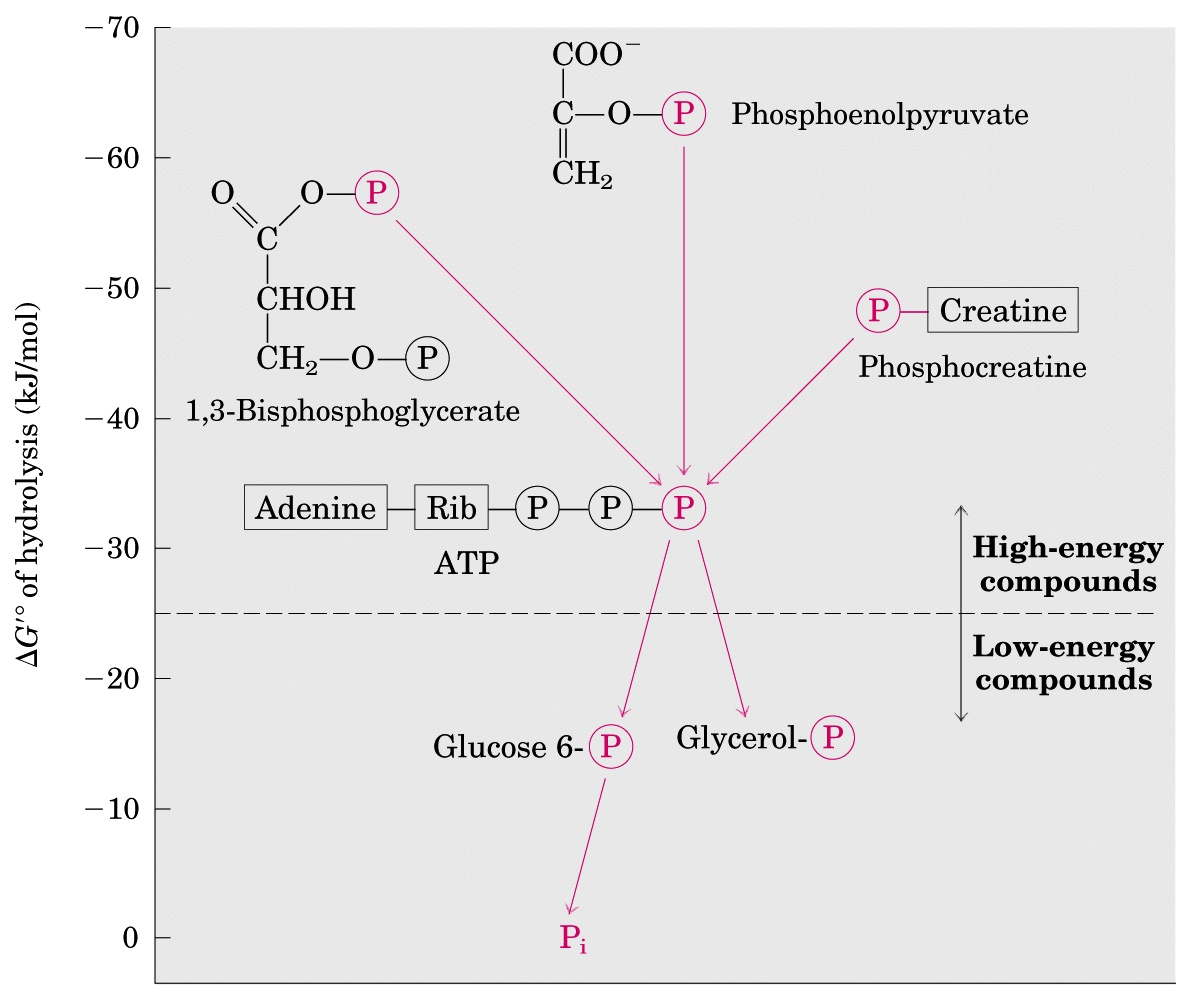 ΔG′° of hydrolysis (kJ/mol)
−70
−60
−50
−40
−30
−20
−10
0
COO⁻
C—O—P
CH₂
Phosphoenolpyruvate
O O—P
C
CHOH
CH₂—O—P
1,3-Bisphosphoglycerate
P—Creatine
Phosphocreatine
Adenine—Rib—P—P—P
ATP
High-energy
compounds
Low-energy
compounds
Glucose 6-P
Glycerol-P
Pᵢ